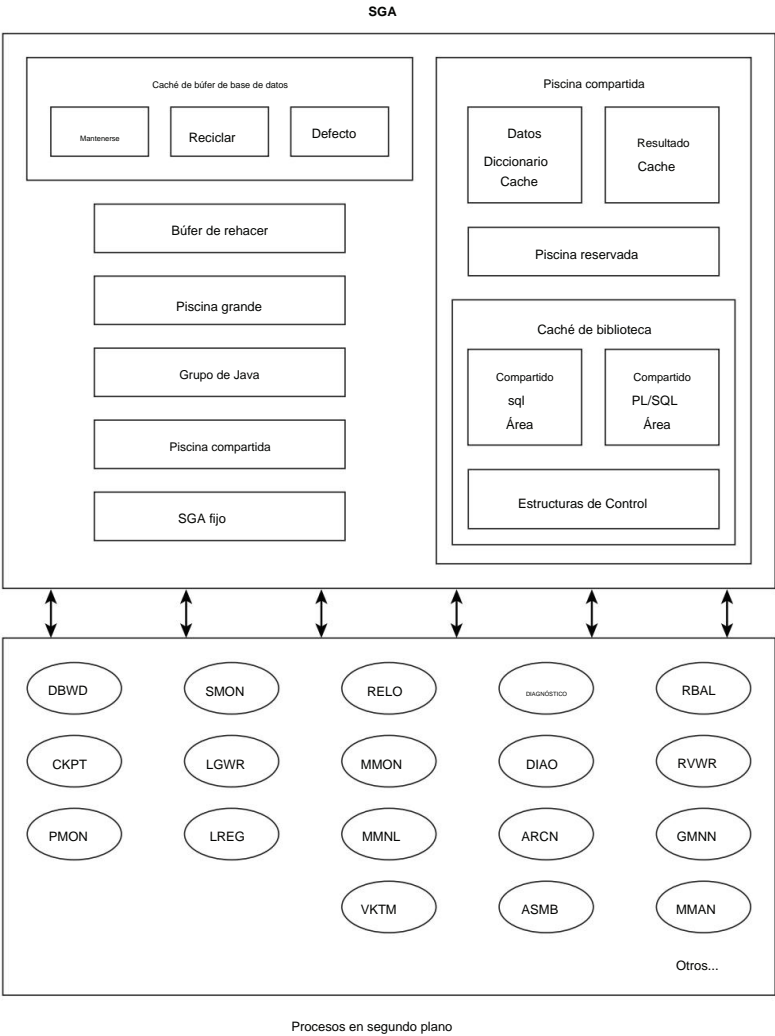 SGA
Caché de búfer de base de datos
Mantenerse
Reciclar
Defecto
Búfer de rehacer
Piscina grande
Grupo de Java
Piscina compartida
SGA fijo
Piscina compartida
Datos
Diccionario
Cache
Resultado
Cache
Piscina reservada
Caché de biblioteca
Compartido
sql
Área
Compartido
PL/SQL
Área
Estructuras de Control
DBWD
SMON
RELO
DIAGNÓSTICO
RBAL
CKPT
LGWR
MMON
DIAO
RVWR
PMON
LREG
MMNL
ARCN
GMNN
VKTM
ASMB
MMAN
Otros...
Procesos en segundo plano